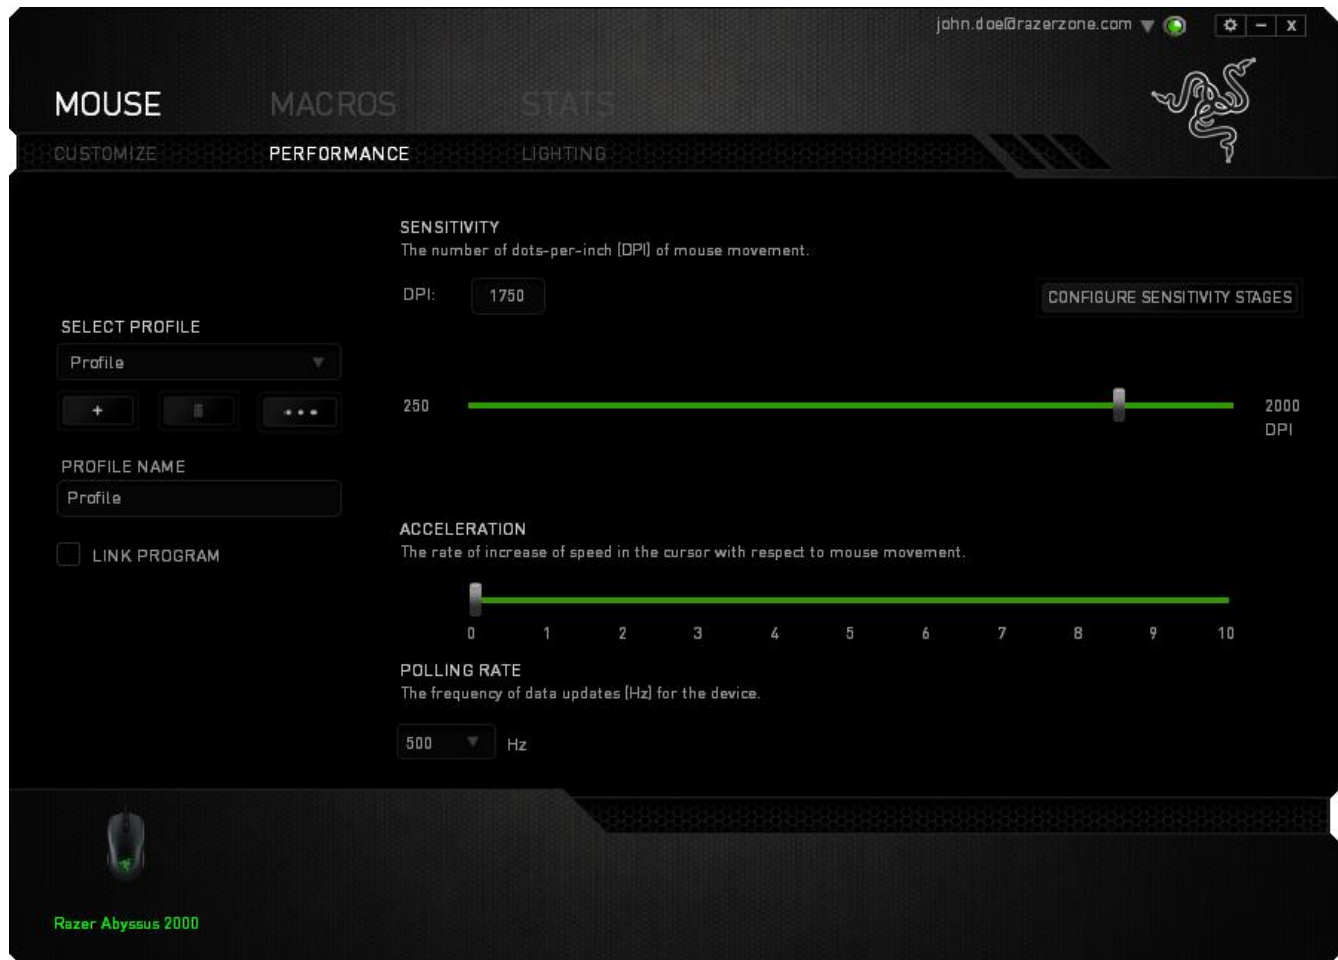 john.doe@razerzone.com
X
MOUSE MACROS STATS
CUSTOMIZE PERFORMANCE LIGHTING
SENSITIVITY
The number of dots-per-inch (DPI) of mouse movement.
DPI: 1750 CONFIGURE SENSITIVITY STAGES
SELECT PROFILE
Profile
+
250 2000
DPI
PROFILE NAME
Profile
LINK PROGRAM
ACCELERATION
The rate of increase of speed in the cursor with respect to mouse movement.
0 1 2 3 4 5 6 7 8 9 10
POLLING RATE
The frequency of data updates (Hz) for the device.
500 Hz
Razer Abyssus 2000